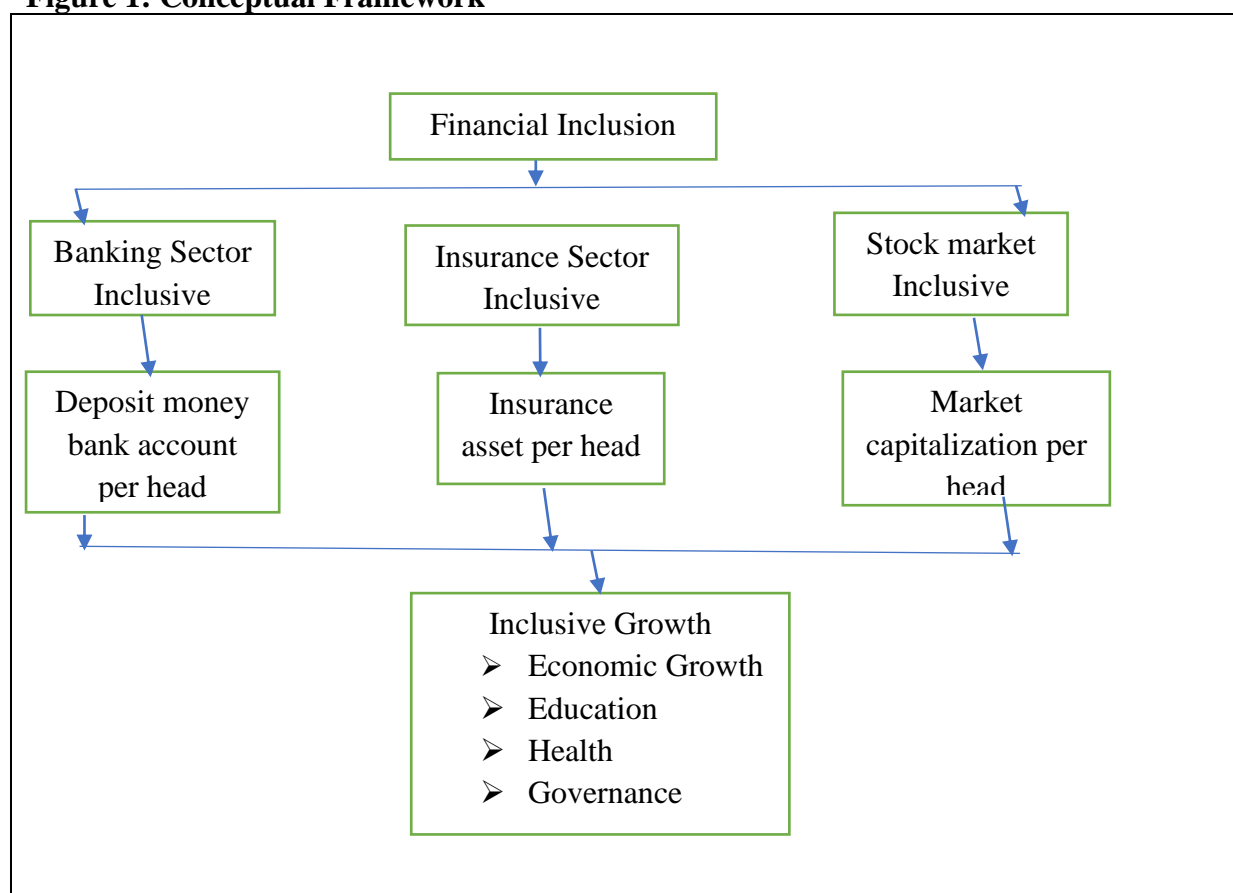 Figure 1: Conceptual Framework
Financial Inclusion
Banking Sector
Inclusive
Insurance Sector
Inclusive
Stock market
Inclusive
Deposit money
bank account
per head
Insurance
asset per head
Market
capitalization per
head
Inclusive Growth
➢ Economic Growth
➢ Education
➢ Health
➢ Governance